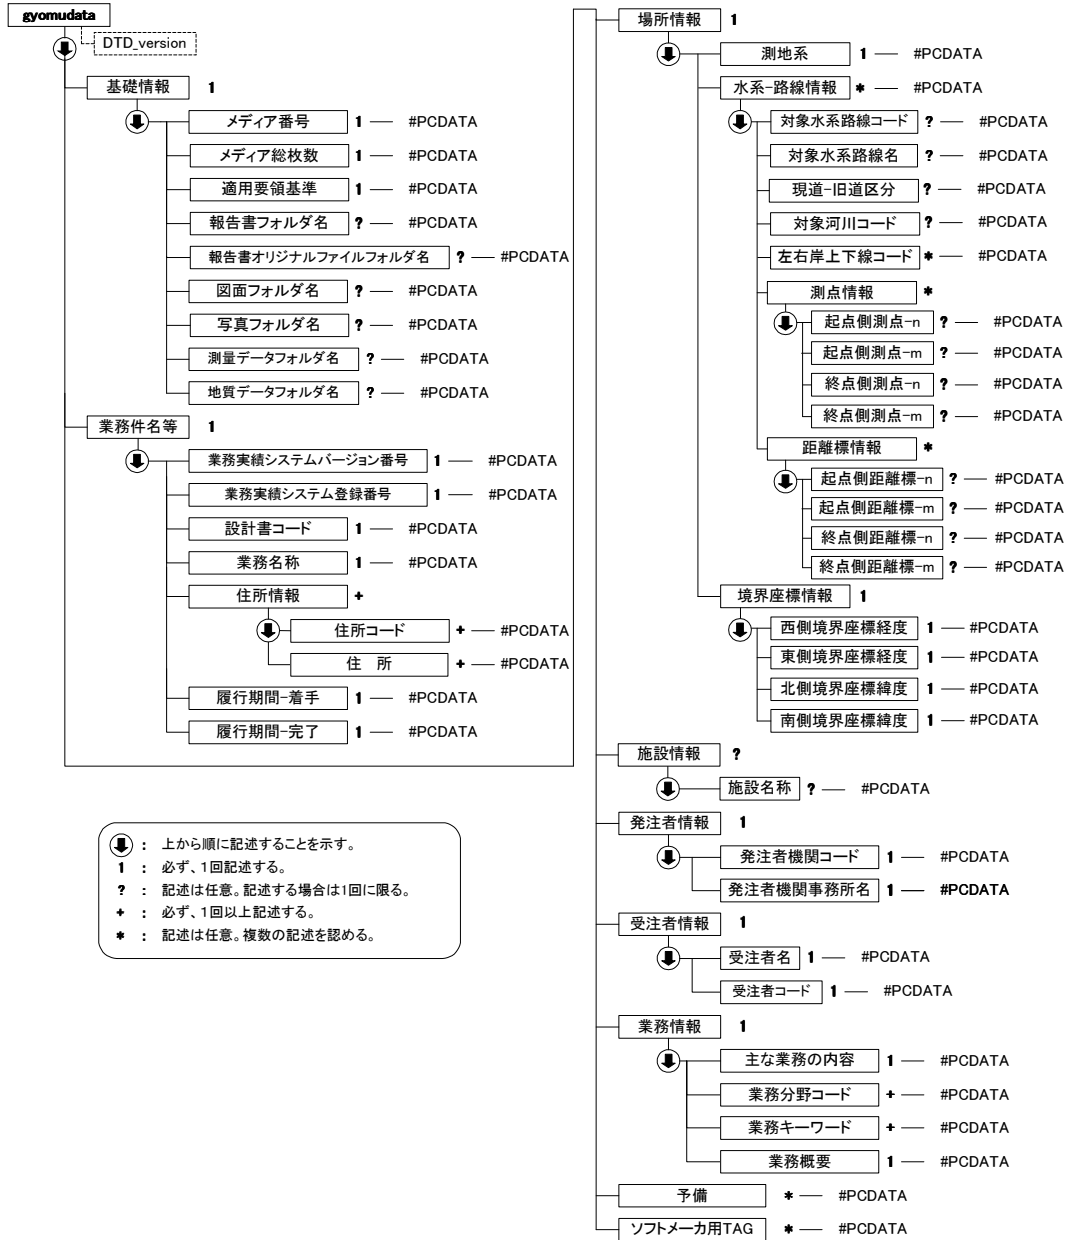 gyomudata
DTD_version
基礎情報 1
メディア番号 1 — #PCDATA
メディア総枚数 1 — #PCDATA
適用要領基準 1 — #PCDATA
報告書フォルダ名 ? — #PCDATA
報告書オリジナルファイルフォルダ名 ? — #PCDATA
図面フォルダ名 ? — #PCDATA
写真フォルダ名 ? — #PCDATA
測量データフォルダ名 ? — #PCDATA
地質データフォルダ名 ? — #PCDATA
業務件名等 1
業務実績システムバージョン番号 1 — #PCDATA
業務実績システム登録番号 1 — #PCDATA
設計書コード 1 — #PCDATA
業務名称 1 — #PCDATA
住所情報 +
住所コード + — #PCDATA
住 所 + — #PCDATA
履行期間-着手 1 — #PCDATA
履行期間-完了 1 — #PCDATA
場所情報 1
測地系 1 — #PCDATA
水系-路線情報 * — #PCDATA
対象水系路線コード ? — #PCDATA
対象水系路線名 ? — #PCDATA
現道-旧道区分 ? — #PCDATA
対象河川コード ? — #PCDATA
左右岸上下線コード * — #PCDATA
測点情報 *
起点側測点-n ? — #PCDATA
起点側測点-m ? — #PCDATA
終点側測点-n ? — #PCDATA
終点側測点-m ? — #PCDATA
距離標情報 *
起点側距離標-n ? — #PCDATA
起点側距離標-m ? — #PCDATA
終点側距離標-n ? — #PCDATA
終点側距離標-m ? — #PCDATA
境界座標情報 1
西側境界座標経度 1 — #PCDATA
東側境界座標経度 1 — #PCDATA
北側境界座標緯度 1 — #PCDATA
南側境界座標緯度 1 — #PCDATA
施設情報 ?
施設名称 ? — #PCDATA
発注者情報 1
発注者機関コード 1 — #PCDATA
発注者機関事務所名 1 — #PCDATA
受注者情報 1
受注者名 1 — #PCDATA
受注者コード 1 — #PCDATA
業務情報 1
主な業務の内容 1 — #PCDATA
業務分野コード + — #PCDATA
業務キーワード + — #PCDATA
業務概要 1 — #PCDATA
予備 * — #PCDATA
ソフトメーカ用TAG * — #PCDATA
： 上から順に記述することを示す。
1 ： 必ず、1回記述する。
? ： 記述は任意。記述する場合は1回に限る。
+ ： 必ず、1回以上記述する。
* ： 記述は任意。複数の記述を認める。